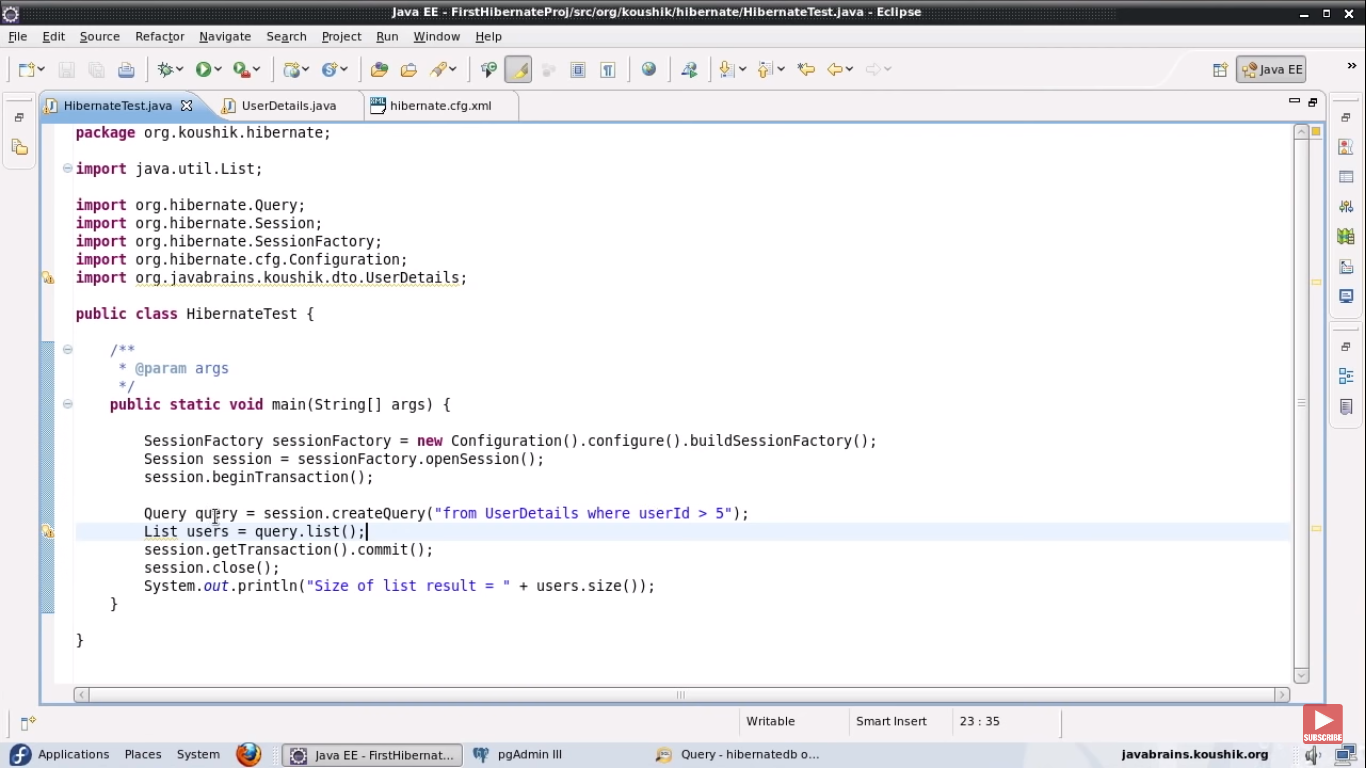 Java EE - FirstHibernateProj/src/org/koushik/hibernate/HibernateTest.java - Eclipse
File Edit Source Refactor Navigate Search Project Run Window Help
Java EE
HibernateTest.java UserDetails.java hibernate.cfg.xml
package org.koushik.hibernate;
import java.util.List;
import org.hibernate.Query;
import org.hibernate.Session;
import org.hibernate.SessionFactory;
import org.hibernate.cfg.Configuration;
import org.javabrains.koushik.dto.UserDetails;
public class HibernateTest {
/**
* @param args
*/
public static void main(String[] args) {
SessionFactory sessionFactory = new Configuration().configure().buildSessionFactory();
Session session = sessionFactory.openSession();
session.beginTransaction();
Query query = session.createQuery("from UserDetails where userId > 5");
List users = query.list();
session.getTransaction().commit();
session.close();
System.out.println("Size of list result = " + users.size());
}
}
Writable Smart Insert 23 : 35
SUBSCRIBE
Applications Places System Java EE - FirstHibernat... pgAdmin III Query - hibernatedb o... javabrains.koushik.org